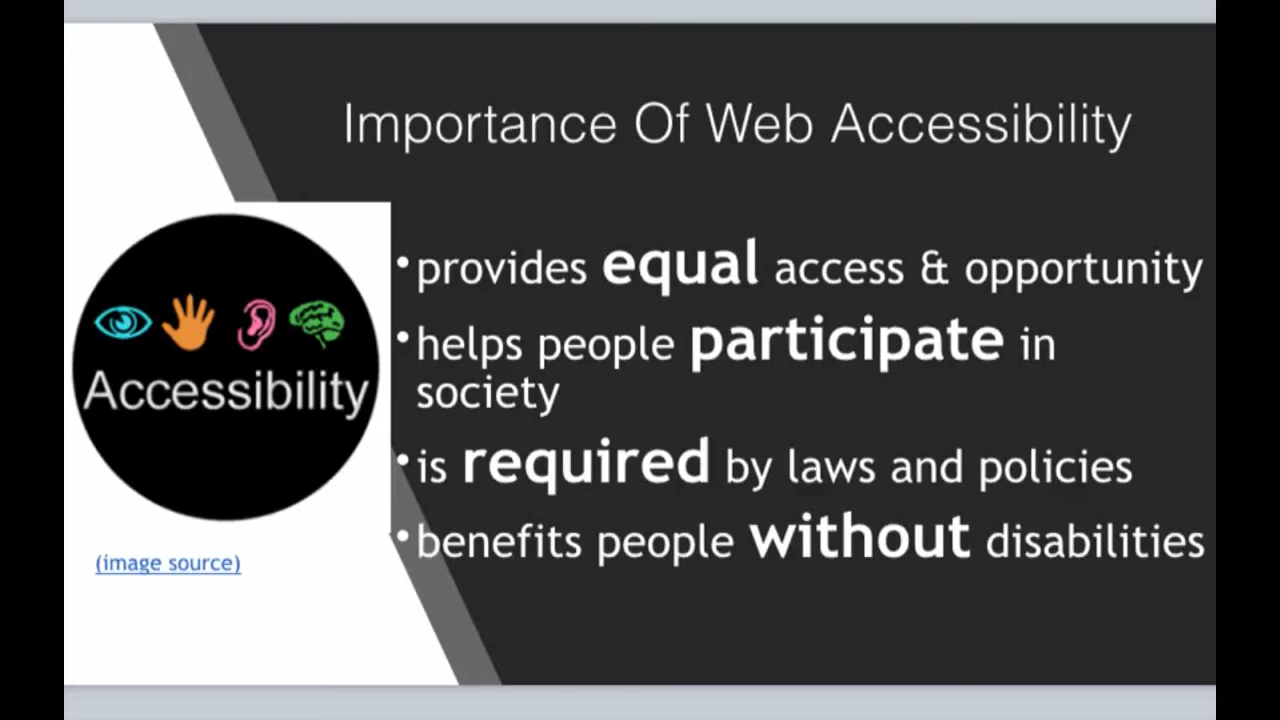 Importance Of Web Accessibility
Accessibility
(image source)
•provides equal access & opportunity
•helps people participate in
society
•is required by laws and policies
•benefits people without disabilities